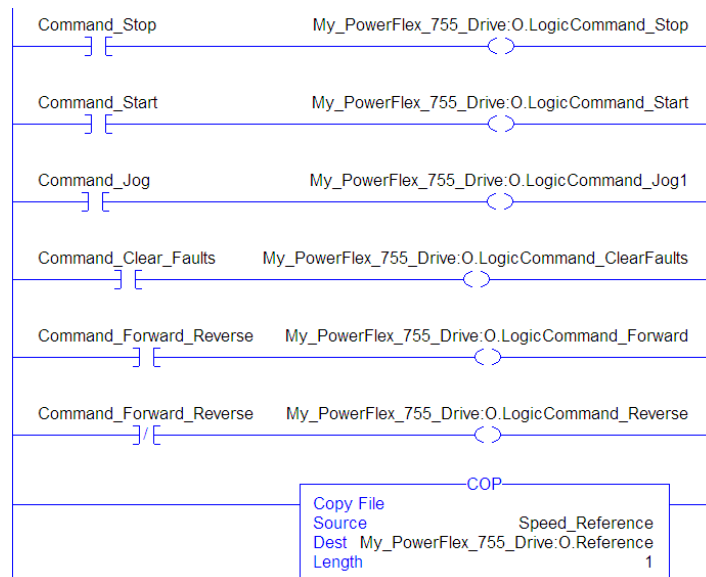 Command_Stop My_PowerFlex_755_Drive:O.LogicCommand_Stop
Command_Start My_PowerFlex_755_Drive:O.LogicCommand_Start
Command_Jog My_PowerFlex_755_Drive:O.LogicCommand_Jog1
Command_Clear_Faults My_PowerFlex_755_Drive:O.LogicCommand_ClearFaults
Command_Forward_Reverse My_PowerFlex_755_Drive:O.LogicCommand_Forward
Command_Forward_Reverse My_PowerFlex_755_Drive:O.LogicCommand_Reverse
COP
Copy File
Source Speed_Reference
Dest My_PowerFlex_755_Drive:O.Reference
Length 1